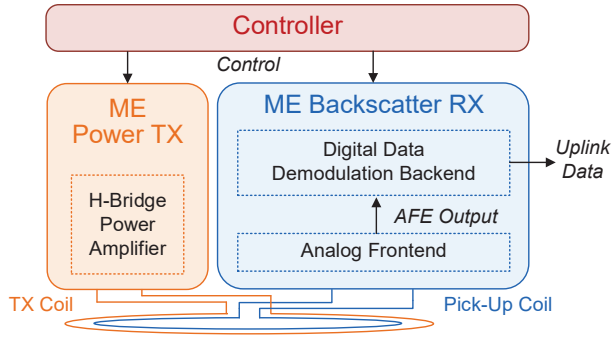 Controller
Control
ME
Power TX
H-Bridge
Power
Amplifier
ME Backscatter RX
Digital Data
Demodulation Backend
Uplink
Data
AFE Output
Analog Frontend
TX Coil
Pick-Up Coil